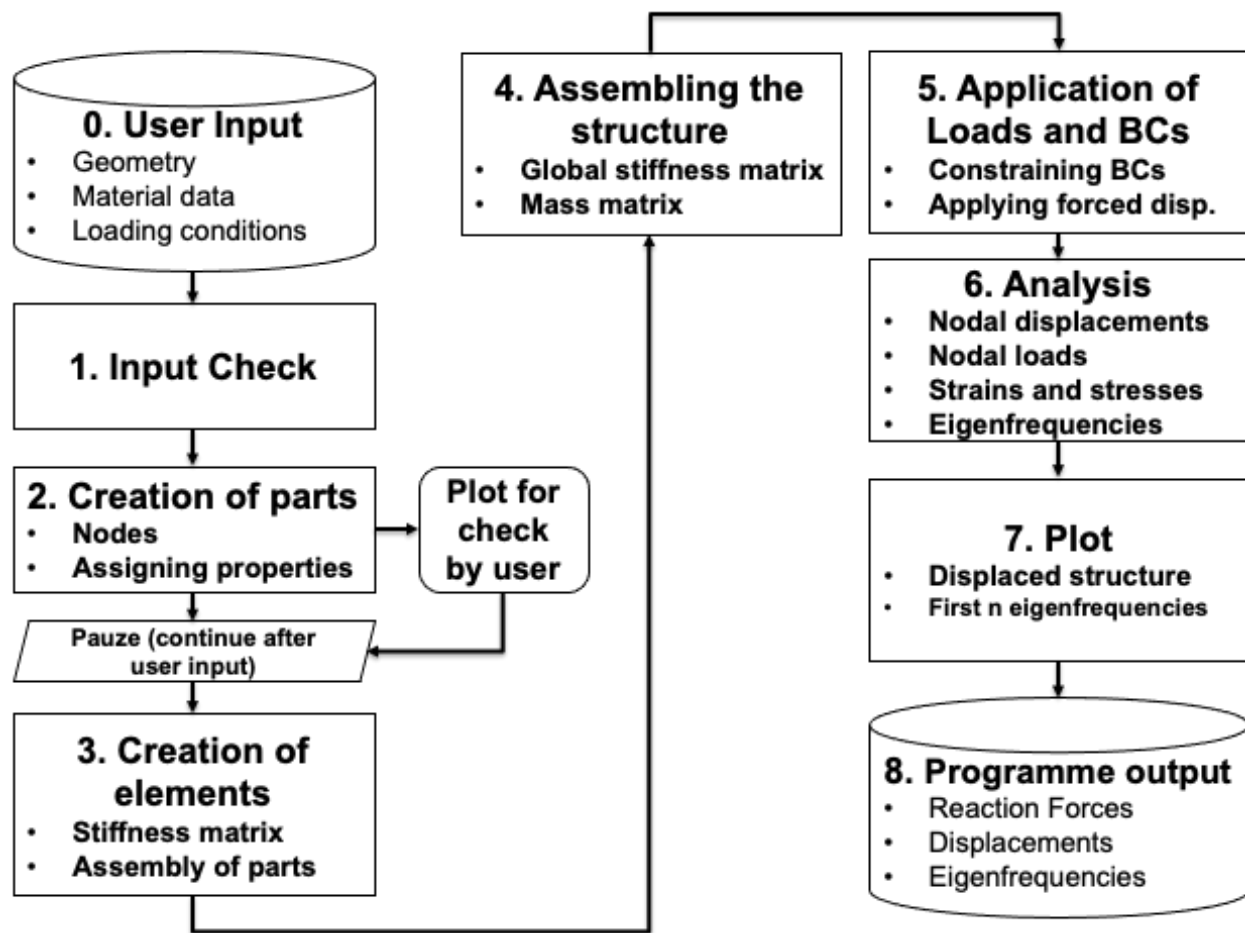 0. User Input
• Geometry
• Material data
• Loading conditions
1. Input Check
2. Creation of parts
• Nodes
• Assigning properties
Plot for
check
by user
Pauze (continue after
user input)
3. Creation of
elements
• Stiffness matrix
• Assembly of parts
4. Assembling the
structure
• Global stiffness matrix
• Mass matrix
5. Application of
Loads and BCs
• Constraining BCs
• Applying forced disp.
6. Analysis
• Nodal displacements
• Nodal loads
• Strains and stresses
• Eigenfrequencies
7. Plot
• Displaced structure
• First n eigenfrequencies
8. Programme output
• Reaction Forces
• Displacements
• Eigenfrequencies